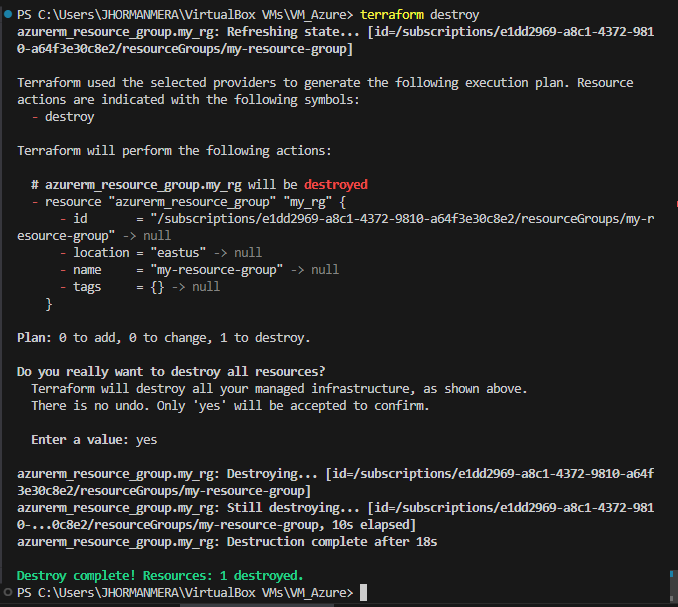 PS C:\Users\JHORMANMERA\VirtualBox VMs\VM_Azure> terraform destroy
azurerm_resource_group.my_rg: Refreshing state... [id=/subscriptions/e1dd2969-a8c1-4372-981
0-a64f3e30c8e2/resourceGroups/my-resource-group]
Terraform used the selected providers to generate the following execution plan. Resource
actions are indicated with the following symbols:
  - destroy
Terraform will perform the following actions:
  # azurerm_resource_group.my_rg will be destroyed
  - resource "azurerm_resource_group" "my_rg" {
      - id       = "/subscriptions/e1dd2969-a8c1-4372-9810-a64f3e30c8e2/resourceGroups/my-r
esource-group" -> null
      - location = "eastus" -> null
      - name     = "my-resource-group" -> null
      - tags     = {} -> null
    }
Plan: 0 to add, 0 to change, 1 to destroy.
Do you really want to destroy all resources?
  Terraform will destroy all your managed infrastructure, as shown above.
  There is no undo. Only 'yes' will be accepted to confirm.
  Enter a value: yes
azurerm_resource_group.my_rg: Destroying... [id=/subscriptions/e1dd2969-a8c1-4372-9810-a64f
3e30c8e2/resourceGroups/my-resource-group]
azurerm_resource_group.my_rg: Still destroying... [id=/subscriptions/e1dd2969-a8c1-4372-981
0-...0c8e2/resourceGroups/my-resource-group, 10s elapsed]
azurerm_resource_group.my_rg: Destruction complete after 18s
Destroy complete! Resources: 1 destroyed.
PS C:\Users\JHORMANMERA\VirtualBox VMs\VM_Azure>